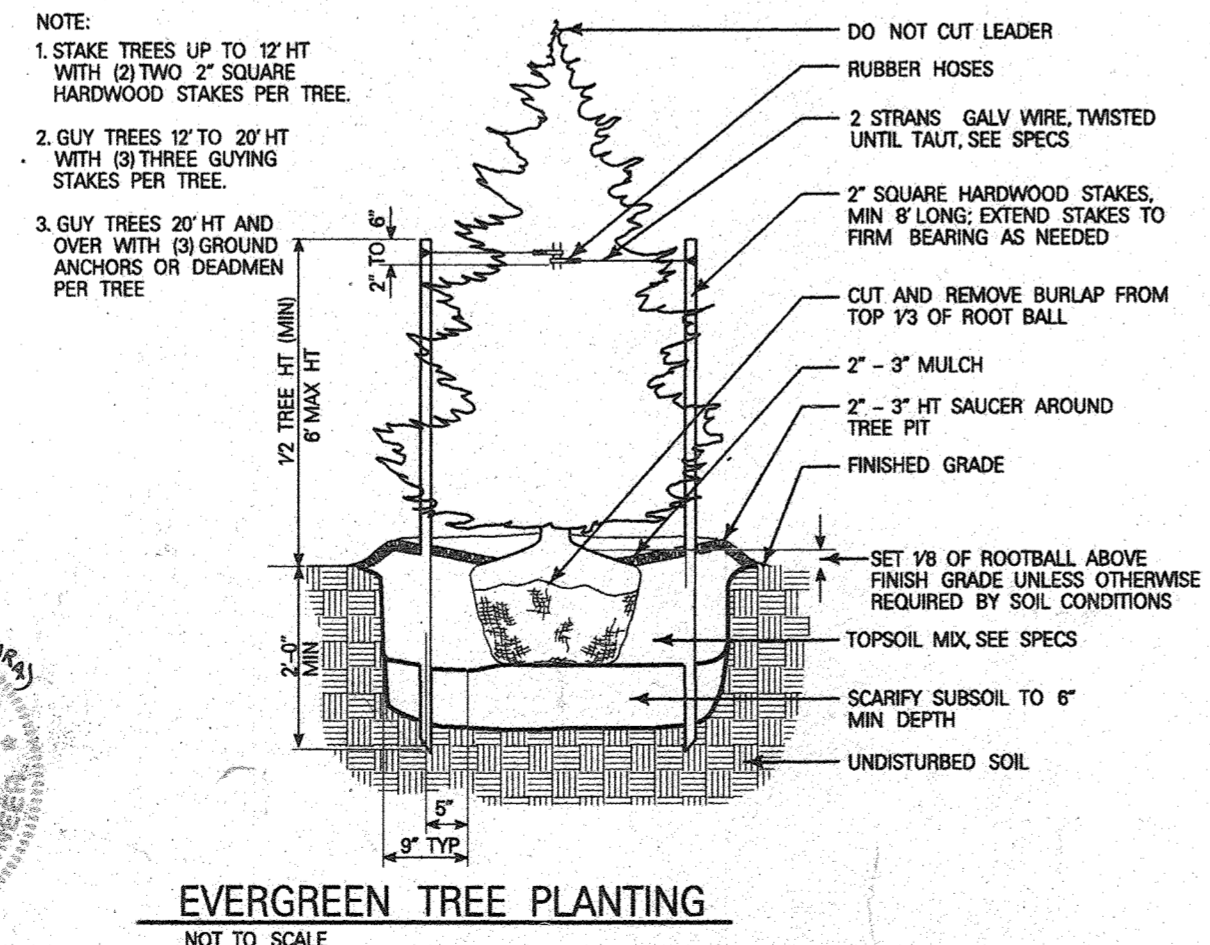 NOTE:
1. STAKE TREES UP TO 12' HT
WITH (2) TWO 2" SQUARE
HARDWOOD STAKES PER TREE.
2. GUY TREES 12' TO 20' HT
WITH (3) THREE GUYING
STAKES PER TREE.
3. GUY TREES 20' HT AND
OVER WITH (3) GROUND
ANCHORS OR DEADMEN
PER TREE
DO NOT CUT LEADER
RUBBER HOSES
2 STRANS GALV WIRE, TWISTED
UNTIL TAUT, SEE SPECS
2" SQUARE HARDWOOD STAKES,
MIN 8' LONG; EXTEND STAKES TO
FIRM BEARING AS NEEDED
CUT AND REMOVE BURLAP FROM
TOP 1/3 OF ROOT BALL
2" - 3" MULCH
2" - 3" HT SAUCER AROUND
TREE PIT
FINISHED GRADE
SET 1/8 OF ROOTBALL ABOVE
FINISH GRADE UNLESS OTHERWISE
REQUIRED BY SOIL CONDITIONS
TOPSOIL MIX, SEE SPECS
SCARIFY SUBSOIL TO 6"
MIN DEPTH
UNDISTURBED SOIL
2" TO 6"
1/2 TREE HT (MIN)
6' MAX HT
2'-0"
MIN
5"
9" TYP
EVERGREEN TREE PLANTING
NOT TO SCALE